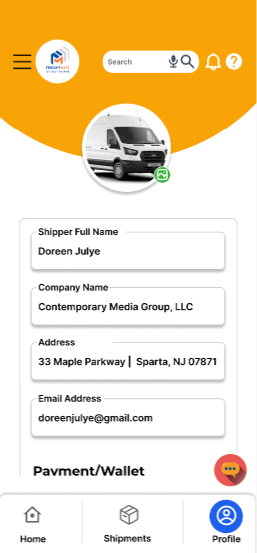 Search
Shipper Full Name
Doreen Julye
Company Name
Contemporary Media Group, LLC
Address
33 Maple Parkway | Sparta, NJ 07871
Email Address
doreenjulye@gmail.com
Payment/Wallet
Home
Shipments
Profile